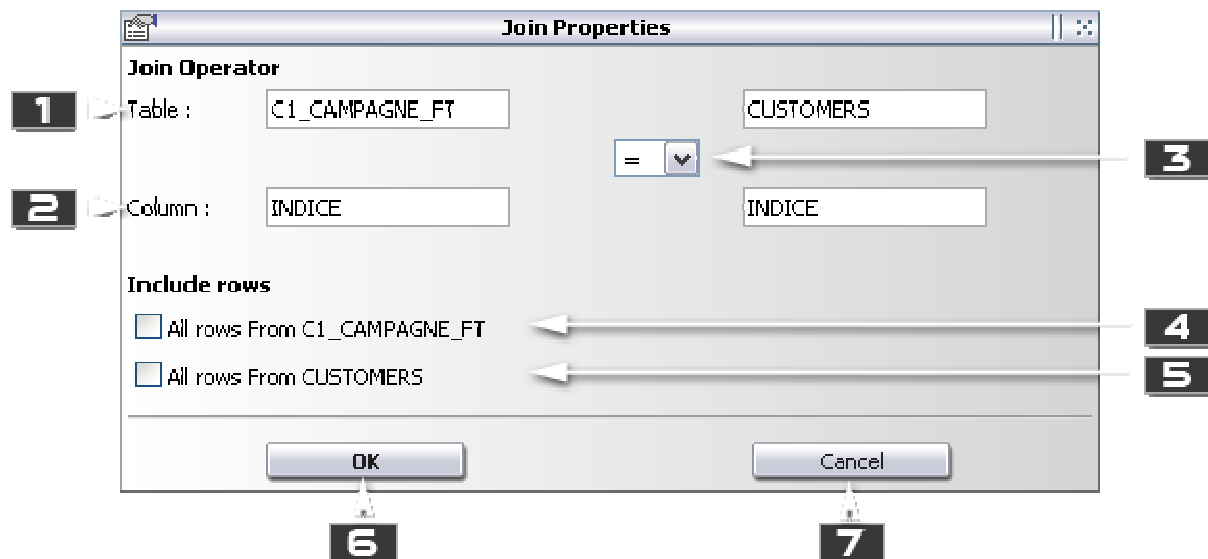 Join Properties
Join Operator
1 Table : C1_CAMPAGNE_FT CUSTOMERS
= 3
2 Column : INDICE INDICE
Include rows
All rows From C1_CAMPAGNE_FT 4
All rows From CUSTOMERS 5
OK Cancel
6 7